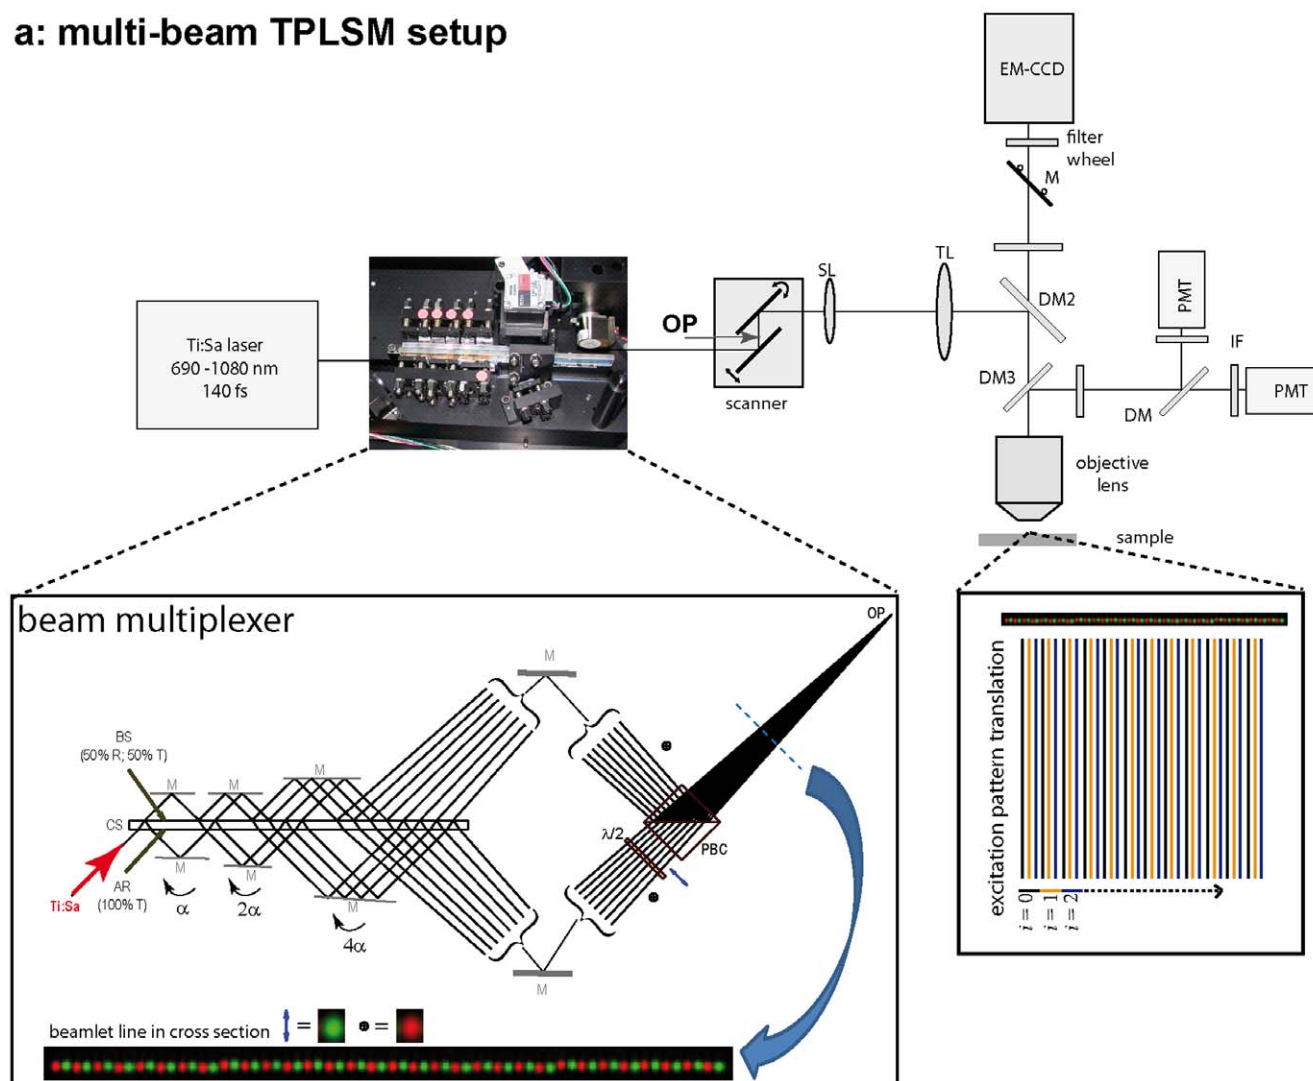 a: multi-beam TPLSM setup
EM-CCD
filter
wheel
M
SL
TL
DM2
PMT
Ti:Sa laser
690 -1080 nm
140 fs
OP
scanner
DM3
IF
DM
PMT
objective
lens
sample
beam multiplexer
OP
M
BS
(50% R; 50% T)
M
M
M
CS
λ/2
PBC
M
M
M
AR
(100% T)
Ti:Sa
α
2α
4α
M
beamlet line in cross section
=
=
excitation pattern translation
i = 0
i = 1
i = 2